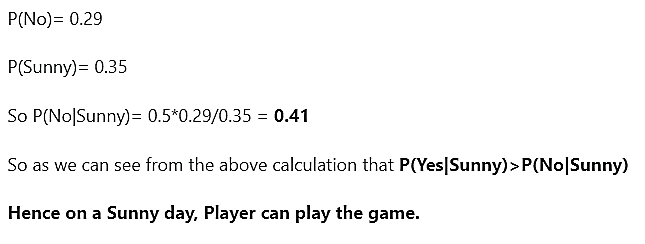 P(No)= 0.29
P(Sunny)= 0.35
So P(No|Sunny)= 0.5*0.29/0.35 = 0.41
So as we can see from the above calculation that P(Yes|Sunny)>P(No|Sunny)
Hence on a Sunny day, Player can play the game.